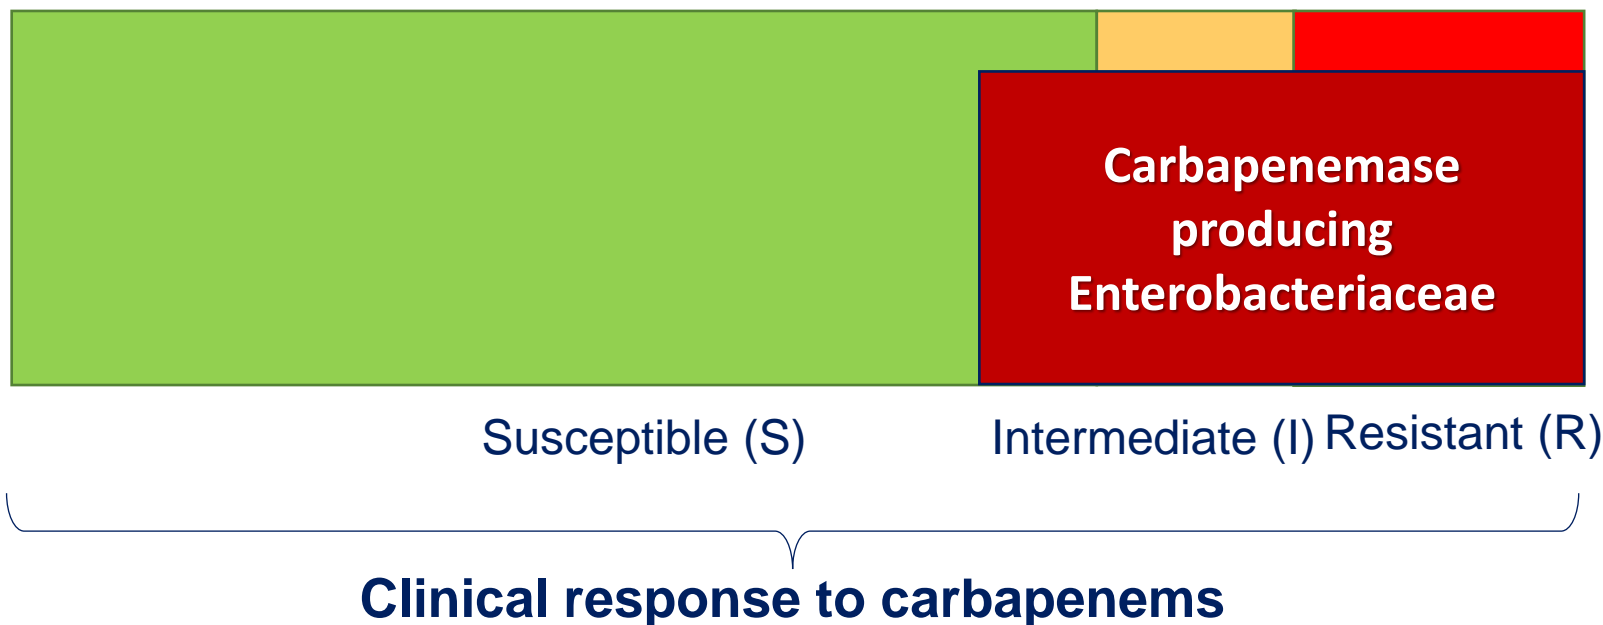 Carbapenemase
producing
Enterobacteriaceae
Susceptible (S)
Intermediate (I)
Resistant (R)
Clinical response to carbapenems